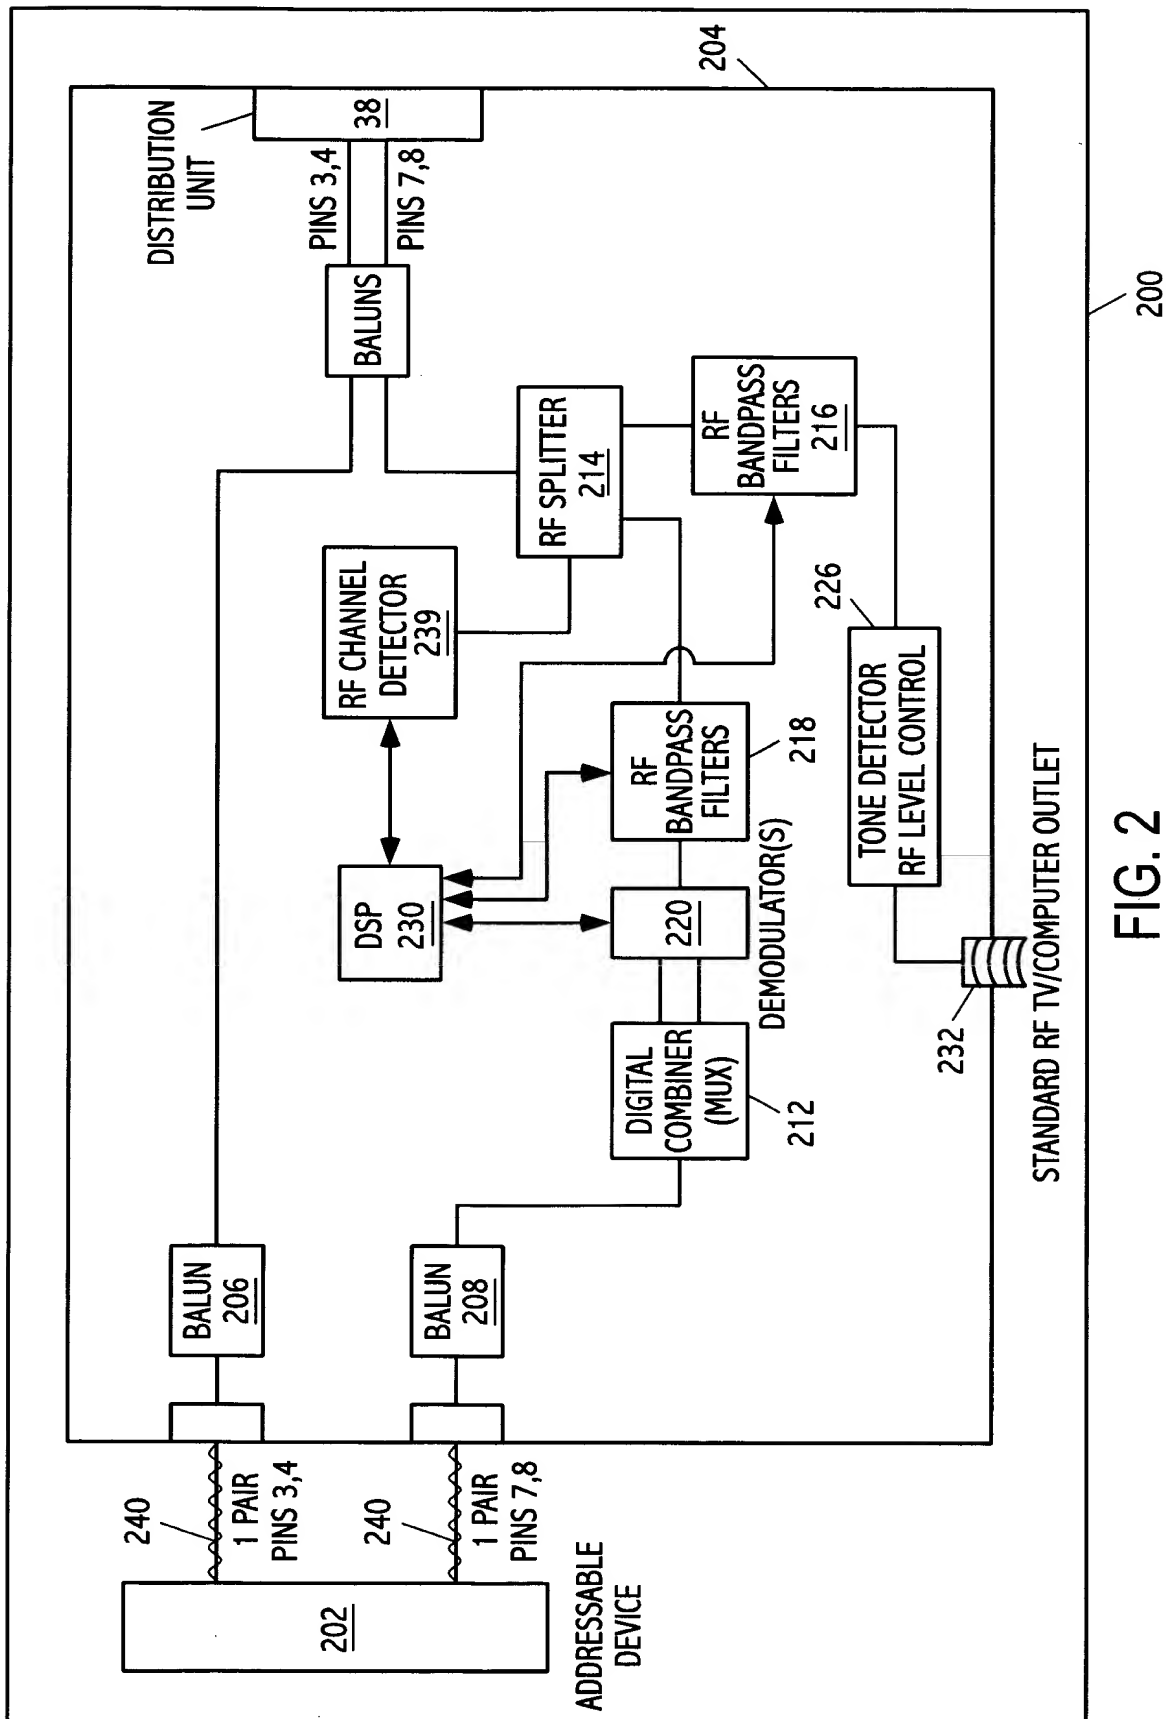 204
DISTRIBUTION
UNIT
38
PINS 3,4
PINS 7,8
BALUNS
RF SPLITTER
214
RF
BANDPASS
FILTERS
216
RF CHANNEL
DETECTOR
239
226
TONE DETECTOR
RF LEVEL CONTROL
DSP
230
RF
BANDPASS
FILTERS
218
220
DEMODULATOR(S)
DIGITAL
COMBINER
(MUX)
212
232
STANDARD RF TV/COMPUTER OUTLET
BALUN
206
BALUN
208
240
1 PAIR
PINS 3,4
240
1 PAIR
PINS 7,8
202
ADDRESSABLE
DEVICE
200
FIG. 2